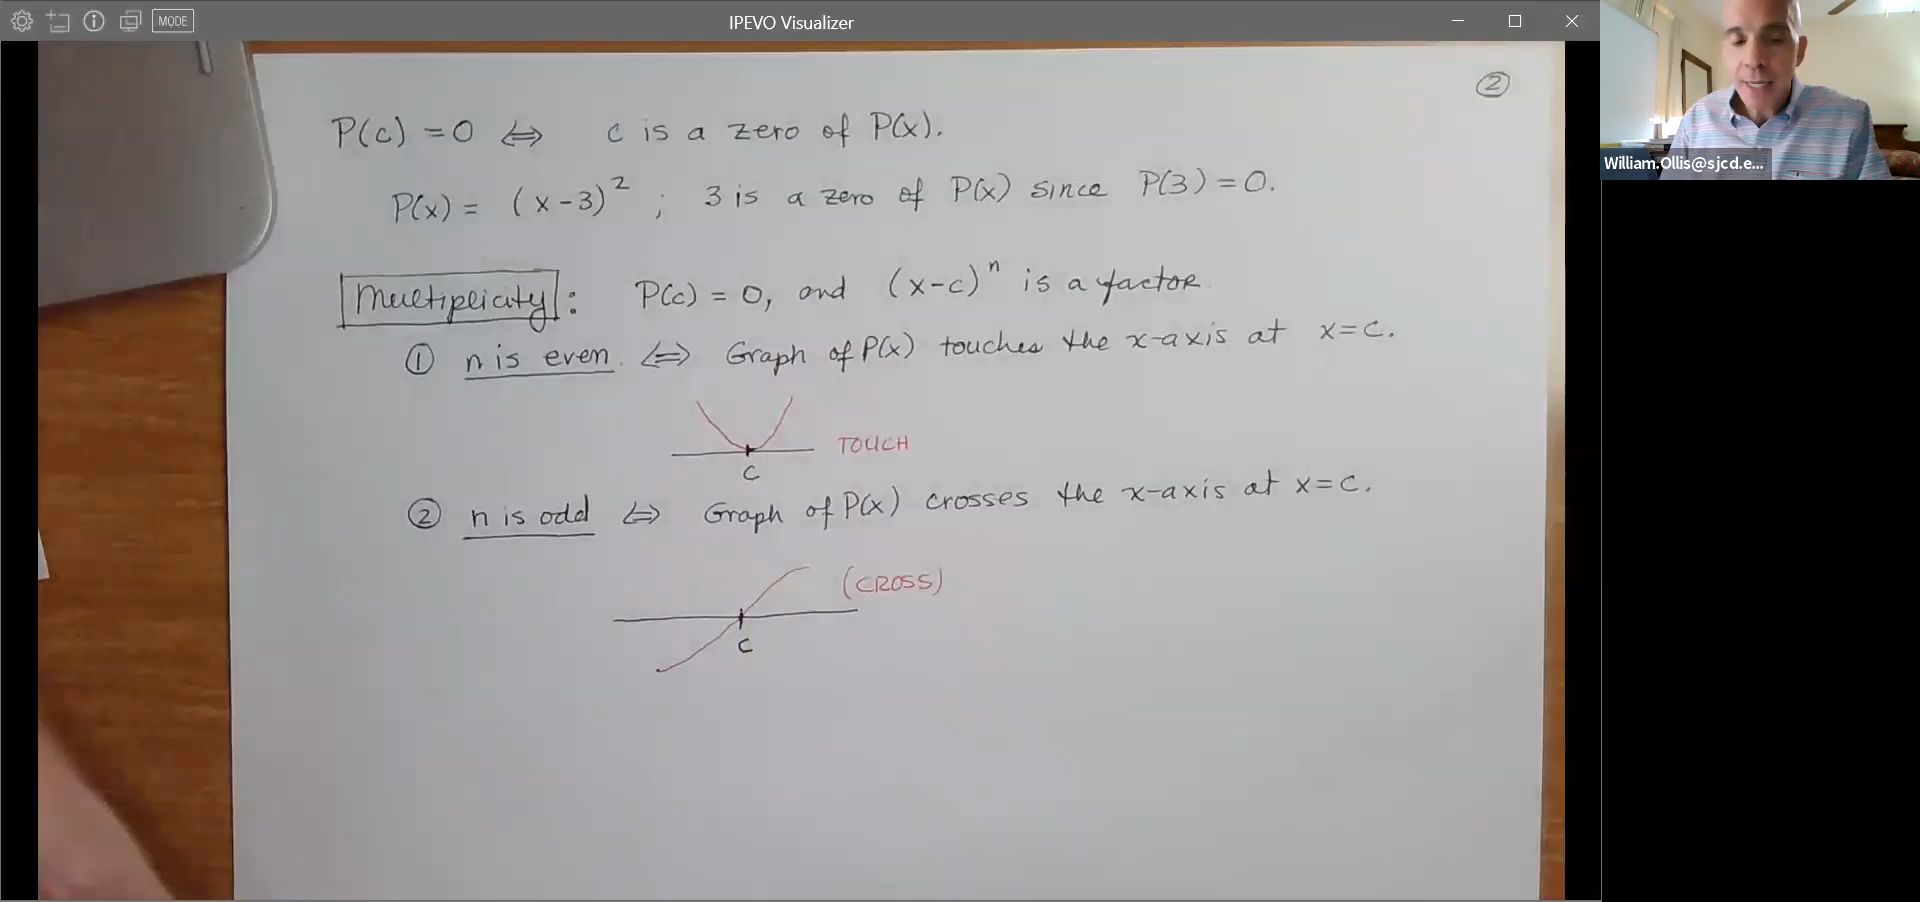 MODE
IPEVO Visualizer
②
P(c) = 0 ⇔ c is a zero of P(x).
P(x) = (x-3)² ; 3 is a zero of P(x) since P(3) = 0.
Multiplicity : P(c) = 0, and (x-c)ⁿ is a factor.
① n is even. ⇔ Graph of P(x) touches the x-axis at x=c.
TOUCH
c
② n is odd ⇔ Graph of P(x) crosses the x-axis at x=c.
(CROSS)
c
William.Ollis@sjcd.e...